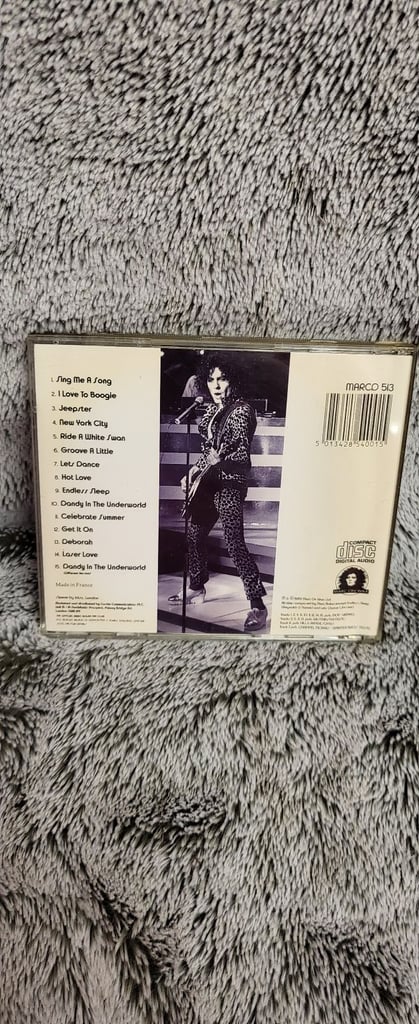 1. Sing Me A Song
2. I Love To Boogie
3. Jeepster
4. New York City
5. Ride A White Swan
6. Groove A Little
7. Lets Dance
8. Hot Love
9. Endless Sleep
10. Dandy In The Underworld
11. Celebrate Summer
12. Get It On
13. Deborah
14. Laser Love
15. Dandy In The Underworld
Made in France
MARCD 513
5 013428 540015
COMPACT
disc
DIGITAL AUDIO